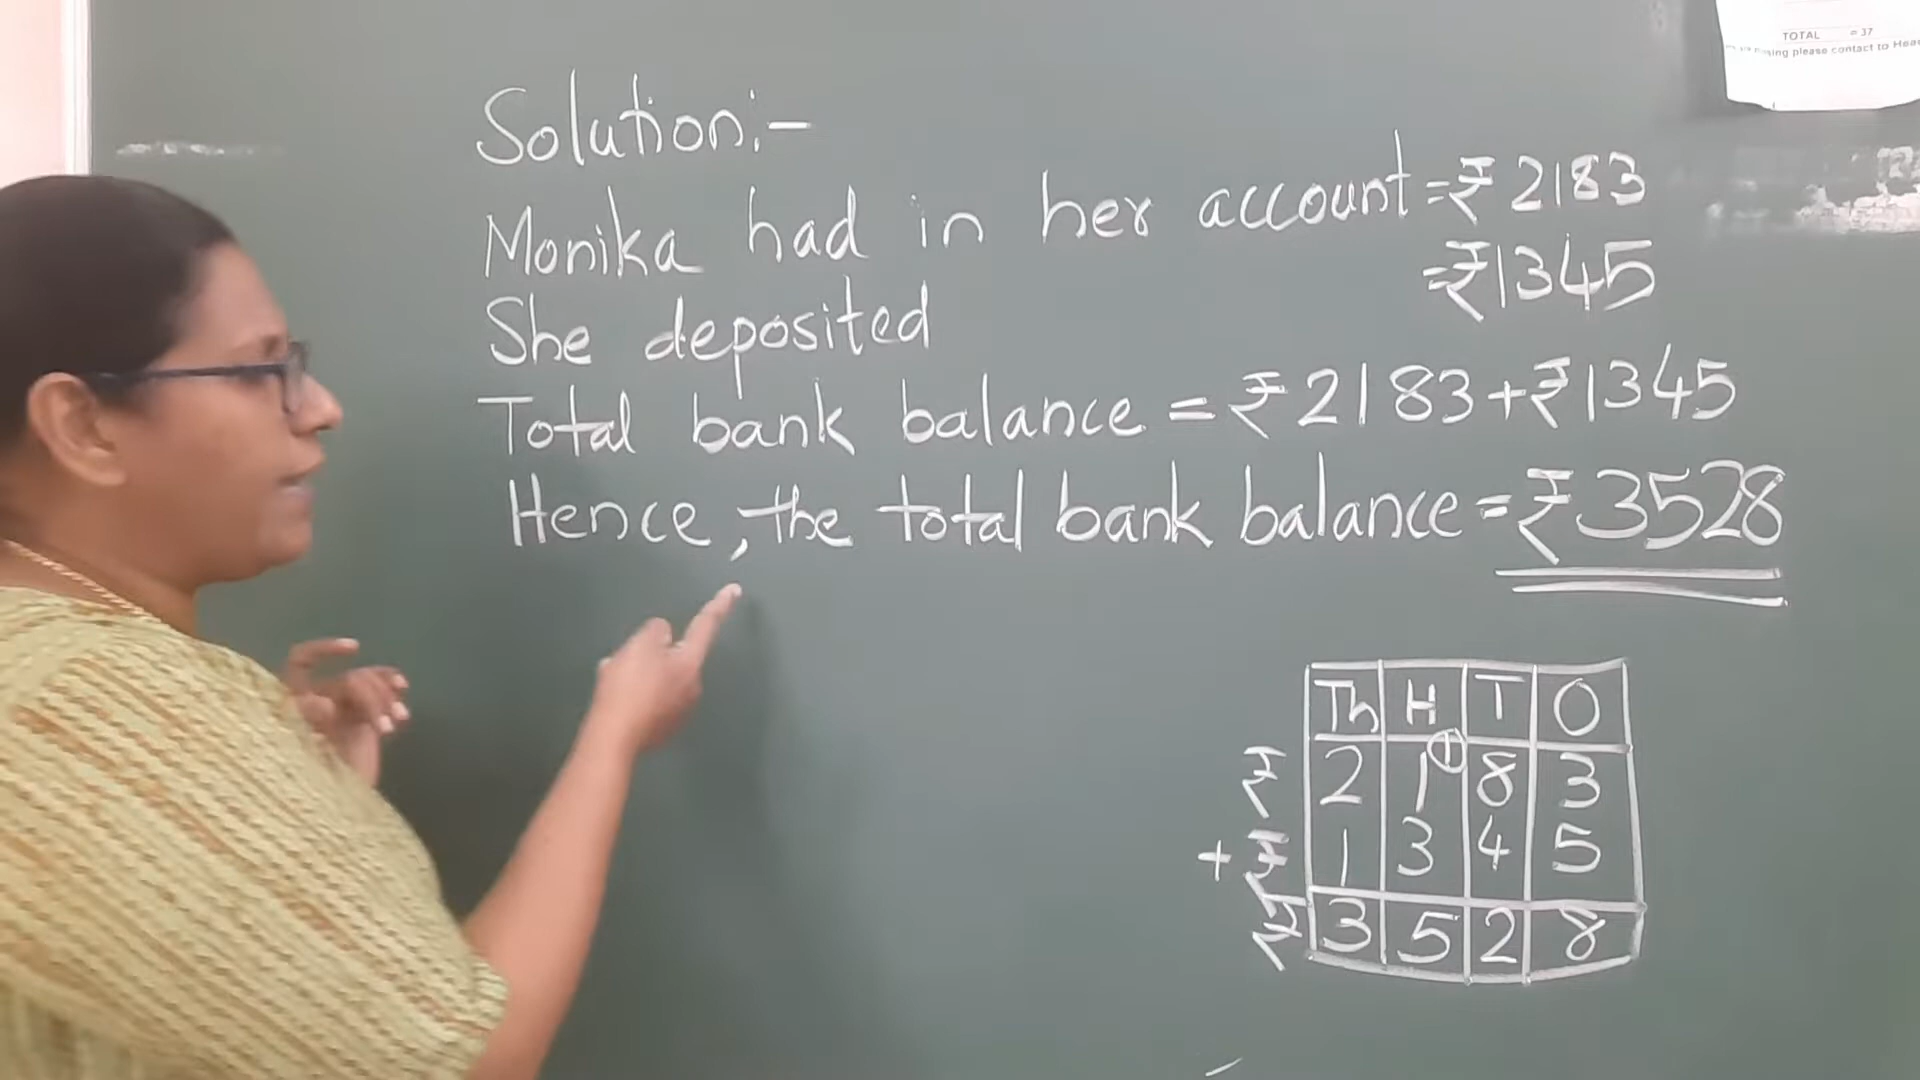 TOTAL = 37
please contact to
Solution:-
Monika had in her account = ₹ 2183
She deposited = ₹1345
Total bank balance = ₹ 2183 + ₹ 1345
Hence, the total bank balance = ₹ 3528
Th H T O
1
₹ 2 1 8 3
+ ₹ 1 3 4 5
₹ 3 5 2 8